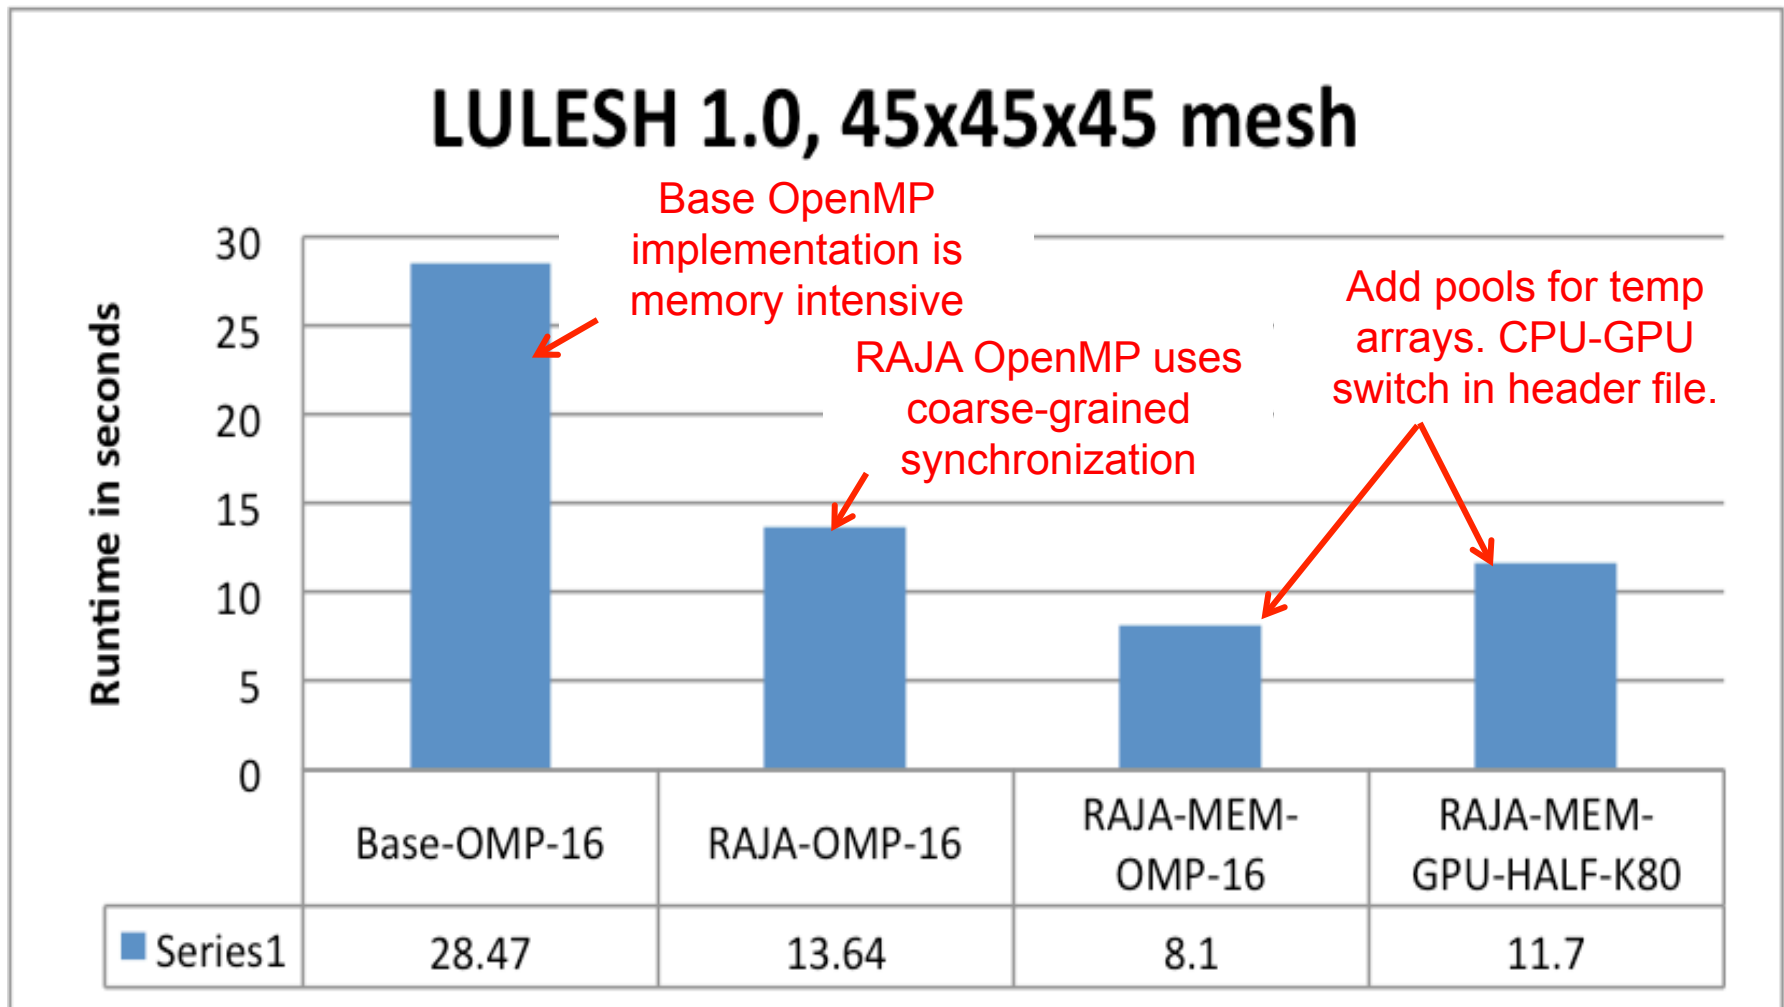 LULESH 1.0, 45x45x45 mesh
Base OpenMP
implementation is
memory intensive
RAJA OpenMP uses
coarse-grained
synchronization
Add pools for temp
arrays. CPU-GPU
switch in header file.
Runtime in seconds
30
25
20
15
10
5
0
Base-OMP-16
RAJA-OMP-16
RAJA-MEM-
OMP-16
RAJA-MEM-
GPU-HALF-K80
Series1 28.47 13.64 8.1 11.7